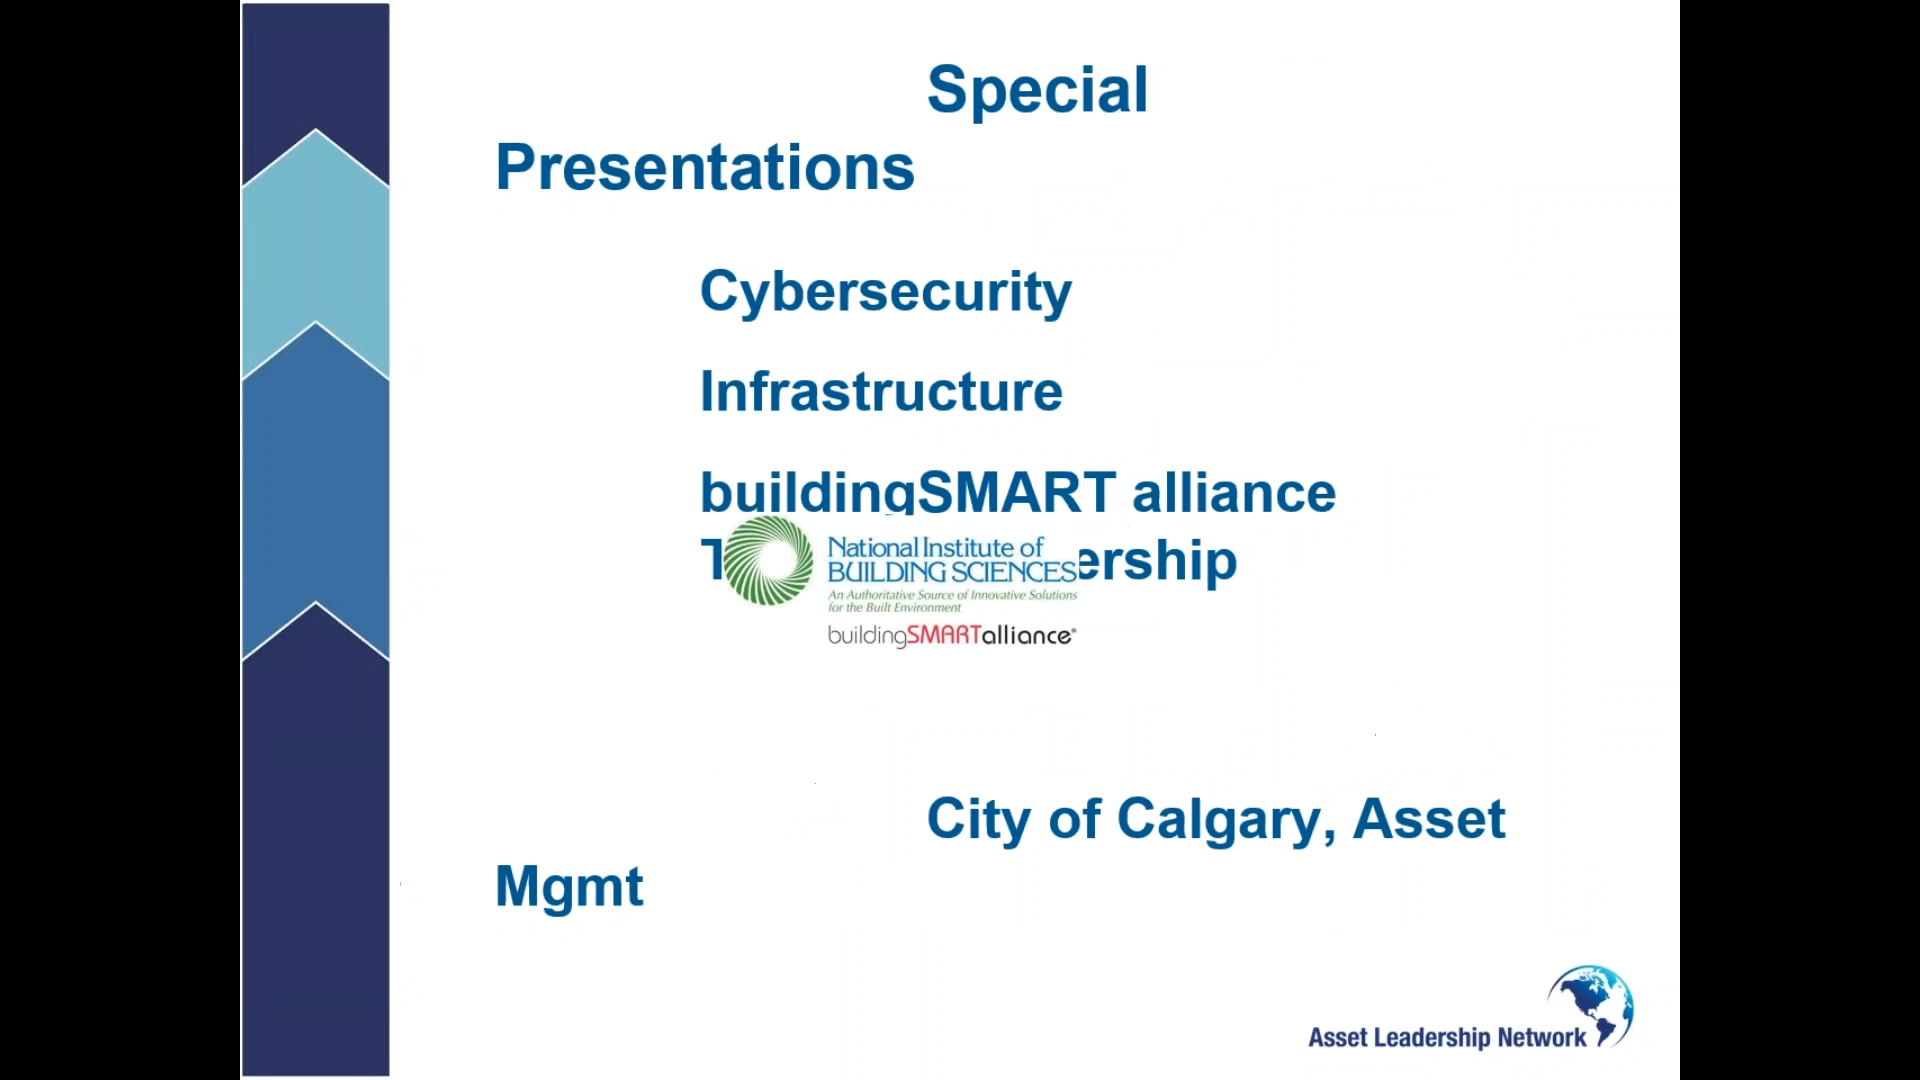 Special
Presentations
Cybersecurity
Infrastructure
buildingSMART alliance
National Institute of
BUILDING SCIENCES
An Authoritative Source of Innovative Solutions
for the Built Environment
buildingSMARTalliance®
City of Calgary, Asset
Mgmt
Asset Leadership Network